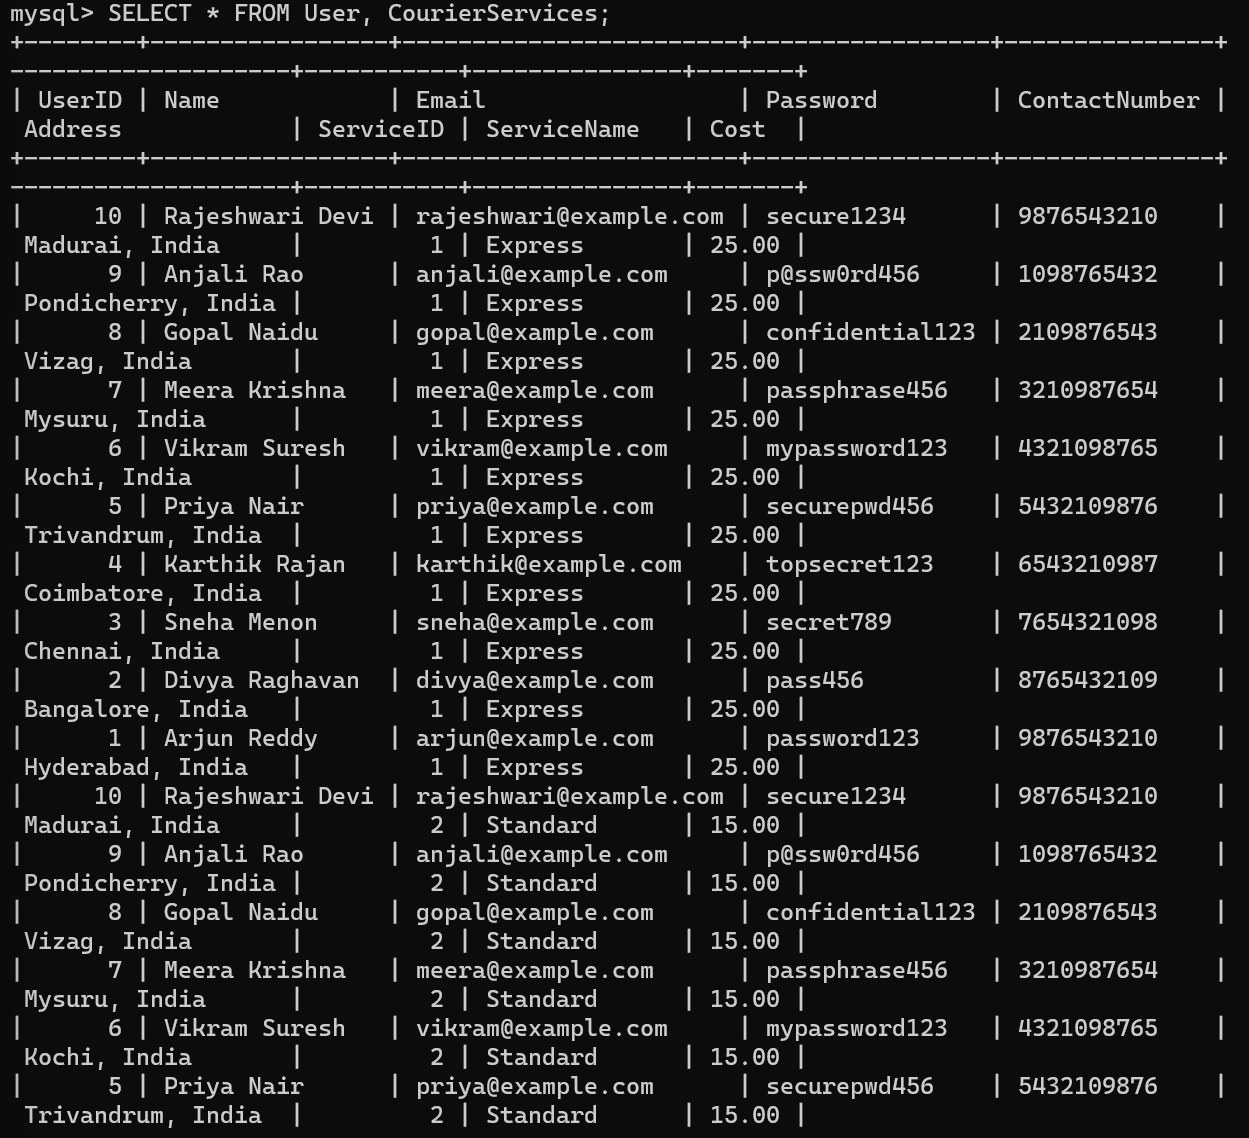 mysql> SELECT * FROM User, CourierServices;
+--------+-----------------+-------------------------+-----------------+---------------+
--------------------+-----------+---------------+-------+
| UserID | Name            | Email                   | Password        | ContactNumber |
 Address            | ServiceID | ServiceName   | Cost  |
+--------+-----------------+-------------------------+-----------------+---------------+
--------------------+-----------+---------------+-------+
|     10 | Rajeshwari Devi | rajeshwari@example.com | secure1234      | 9876543210    |
 Madurai, India     |         1 | Express       | 25.00 |
|      9 | Anjali Rao      | anjali@example.com     | p@ssw0rd456     | 1098765432    |
 Pondicherry, India |         1 | Express       | 25.00 |
|      8 | Gopal Naidu     | gopal@example.com      | confidential123 | 2109876543    |
 Vizag, India       |         1 | Express       | 25.00 |
|      7 | Meera Krishna   | meera@example.com      | passphrase456   | 3210987654    |
 Mysuru, India      |         1 | Express       | 25.00 |
|      6 | Vikram Suresh   | vikram@example.com     | mypassword123   | 4321098765    |
 Kochi, India       |         1 | Express       | 25.00 |
|      5 | Priya Nair      | priya@example.com      | securepwd456    | 5432109876    |
 Trivandrum, India  |         1 | Express       | 25.00 |
|      4 | Karthik Rajan   | karthik@example.com    | topsecret123    | 6543210987    |
 Coimbatore, India  |         1 | Express       | 25.00 |
|      3 | Sneha Menon     | sneha@example.com      | secret789       | 7654321098    |
 Chennai, India     |         1 | Express       | 25.00 |
|      2 | Divya Raghavan  | divya@example.com      | pass456         | 8765432109    |
 Bangalore, India   |         1 | Express       | 25.00 |
|      1 | Arjun Reddy     | arjun@example.com      | password123     | 9876543210    |
 Hyderabad, India   |         1 | Express       | 25.00 |
|     10 | Rajeshwari Devi | rajeshwari@example.com | secure1234      | 9876543210    |
 Madurai, India     |         2 | Standard      | 15.00 |
|      9 | Anjali Rao      | anjali@example.com     | p@ssw0rd456     | 1098765432    |
 Pondicherry, India |         2 | Standard      | 15.00 |
|      8 | Gopal Naidu     | gopal@example.com      | confidential123 | 2109876543    |
 Vizag, India       |         2 | Standard      | 15.00 |
|      7 | Meera Krishna   | meera@example.com      | passphrase456   | 3210987654    |
 Mysuru, India      |         2 | Standard      | 15.00 |
|      6 | Vikram Suresh   | vikram@example.com     | mypassword123   | 4321098765    |
 Kochi, India       |         2 | Standard      | 15.00 |
|      5 | Priya Nair      | priya@example.com      | securepwd456    | 5432109876    |
 Trivandrum, India  |         2 | Standard      | 15.00 |